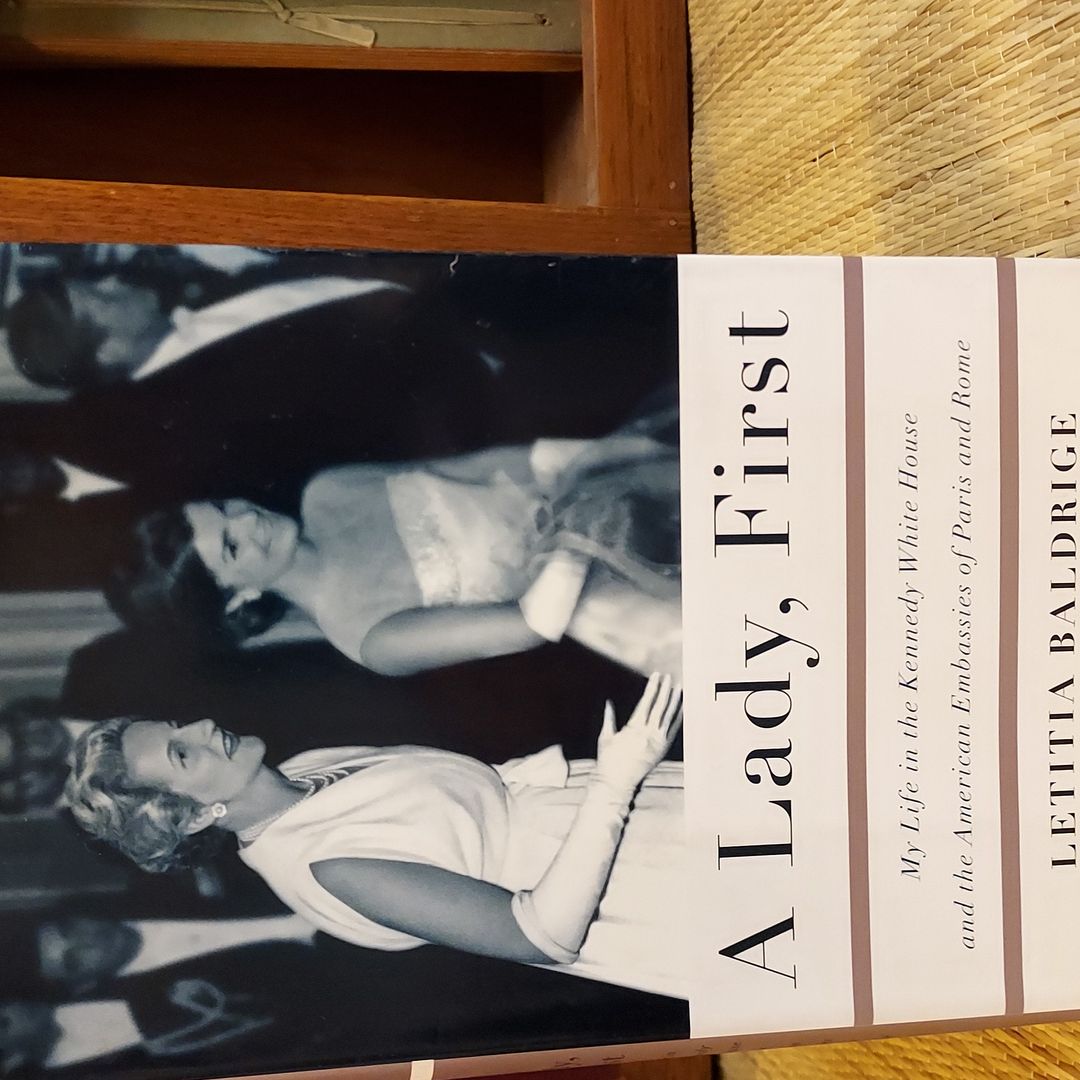 A Lady, First
My Life in the Kennedy White House
and the American Embassies of Paris and Rome
LETITIA BALDRIGE